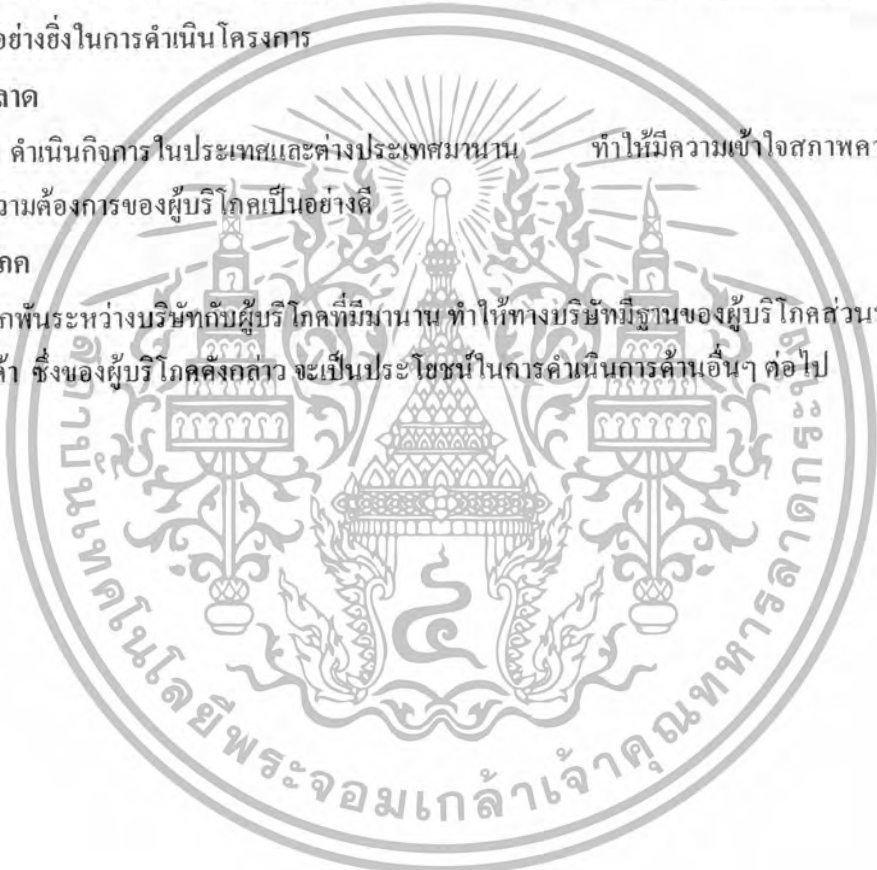 อย่างยิ่งในการดำเนินโครงการ
ลาด
ดำเนินกิจการในประเทศและต่างประเทศมานาน ทำให้มีความเข้าใจสภาพ
วามต้องการของผู้บริโภคเป็นอย่างดี
ภค
กพันระหว่างบริษัทกับผู้บริโภคที่มีมานาน ทำให้ทางบริษัทมีฐานของผู้บริโภคส่วน
ค้า ซึ่งของผู้บริโภคดังกล่าว จะเป็นประโยชน์ในการดำเนินการด้านอื่นๆ ต่อไป
สถาบันเทคโนโลยีพระจอมเกล้าเจ้าคุณทหารลาดกระบัง